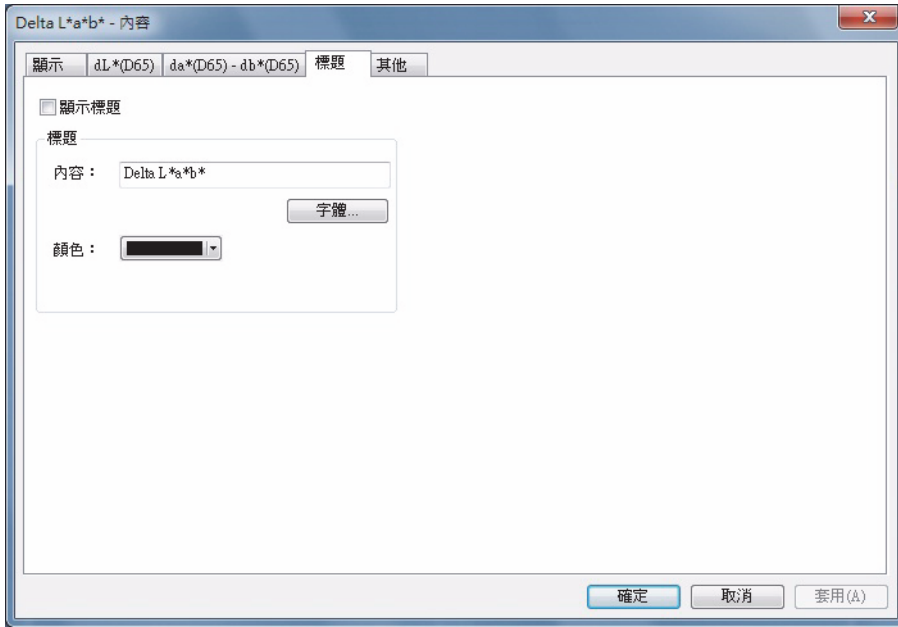 Delta L*a*b* - 內容
顯示 dL*(D65) da*(D65) - db*(D65) 標題 其他
顯示標題
標題
內容： Delta L*a*b*
字體...
顏色：
確定 取消 套用(A)